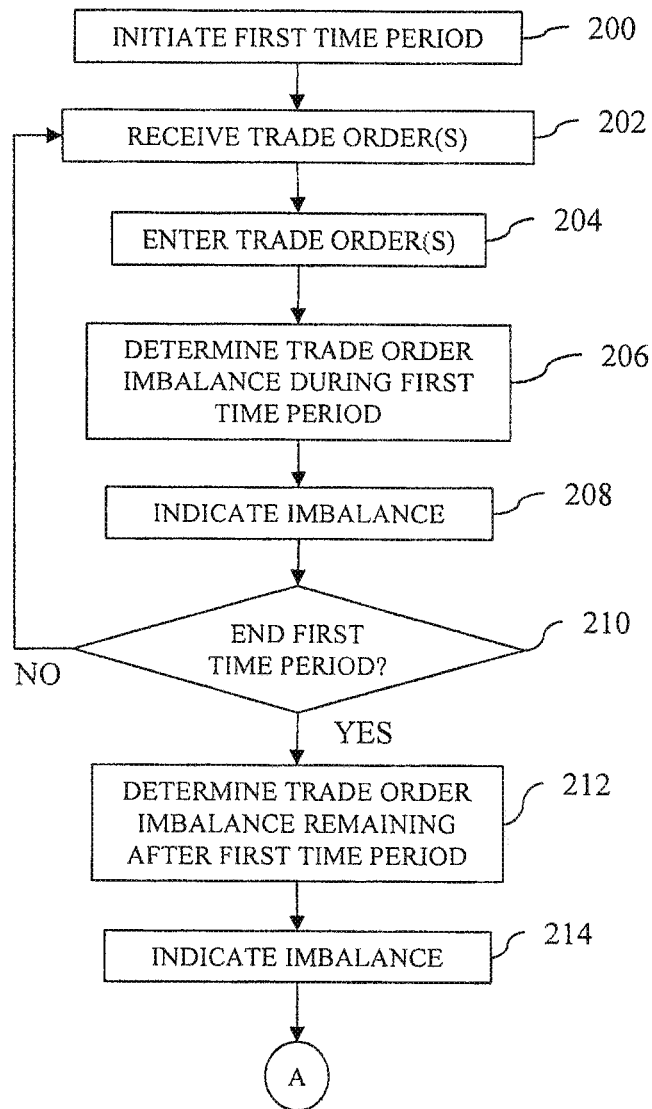 INITIATE FIRST TIME PERIOD
200
RECEIVE TRADE ORDER(S)
202
ENTER TRADE ORDER(S)
204
DETERMINE TRADE ORDER
IMBALANCE DURING FIRST
TIME PERIOD
206
INDICATE IMBALANCE
208
END FIRST
TIME PERIOD?
210
NO
YES
DETERMINE TRADE ORDER
IMBALANCE REMAINING
AFTER FIRST TIME PERIOD
212
INDICATE IMBALANCE
214
A